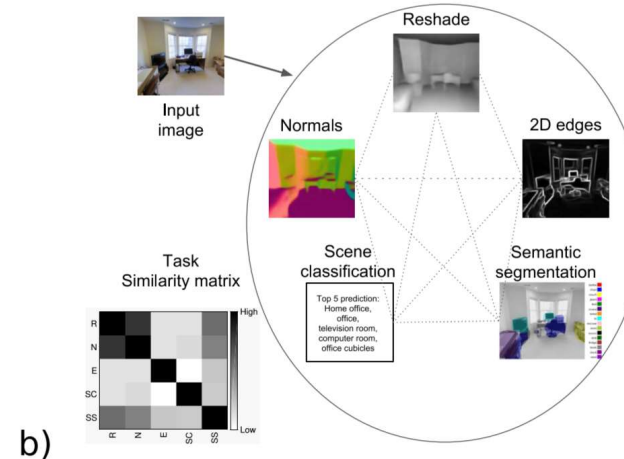 Reshade
Input
image
Normals
2D edges
Scene
classification
Semantic
segmentation
Top 5 prediction:
Home office,
office,
television room,
computer room,
office cubicles
Task
Similarity matrix
High
R
N
E
SC
SS
Low
R
N
E
SC
SS
b)